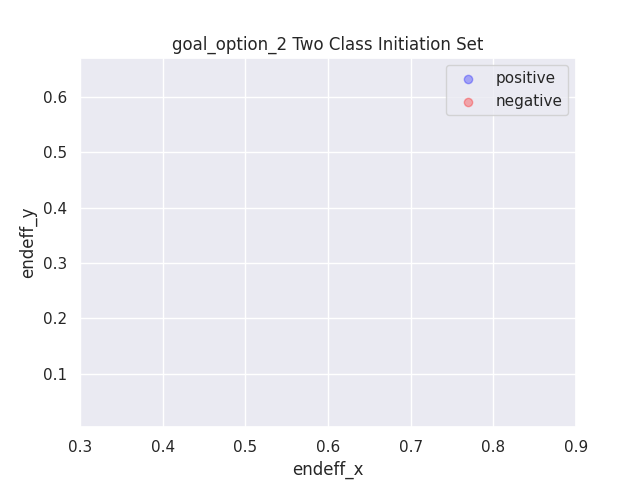 goal_option_2 Two Class Initiation Set
positive
negative
endeff_y
0.6
0.5
0.4
0.3
0.2
0.1
0.3 0.4 0.5 0.6 0.7 0.8 0.9
endeff_x